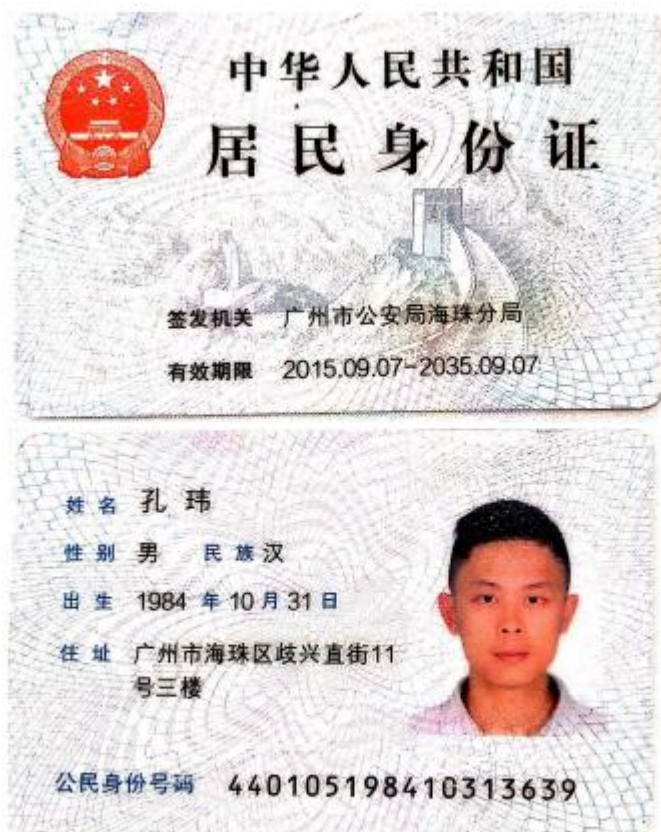 中华人民共和国
居民身份证
签发机关 广州市公安局海珠分局
有效期限 2015.09.07-2035.09.07
姓名 孔玮
性别 男 民族 汉
出生 1984 年 10 月 31 日
住址 广州市海珠区歧兴直街11
号三楼
公民身份号码 440105198410313639